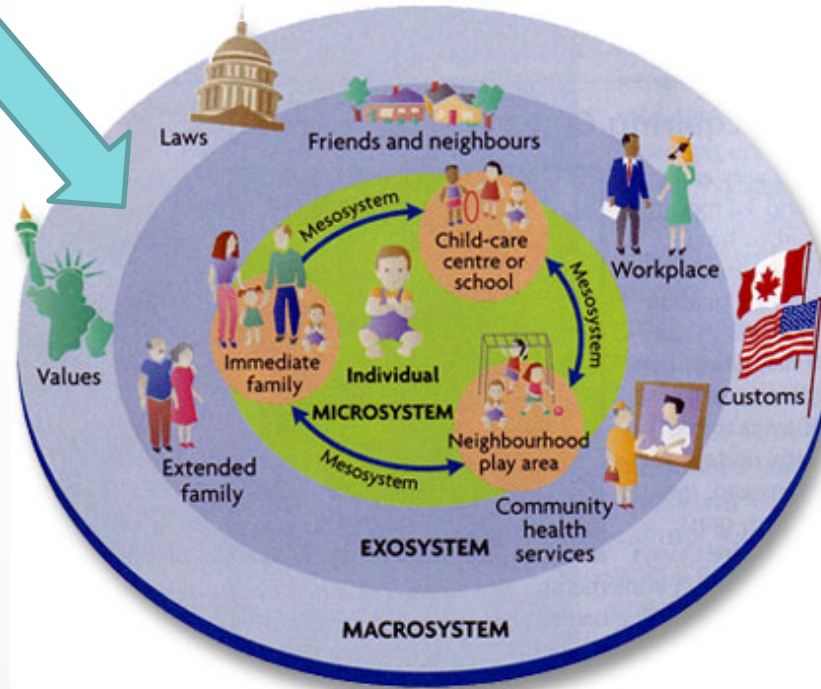 Laws
Friends and neighbours
Mesosystem
Child-care
centre or
school
Workplace
Mesosystem
Values
Immediate
family
Individual
Customs
MICROSYSTEM
Neighbourhood
play area
Mesosystem
Extended
family
Community
health
services
EXOSYSTEM
MACROSYSTEM